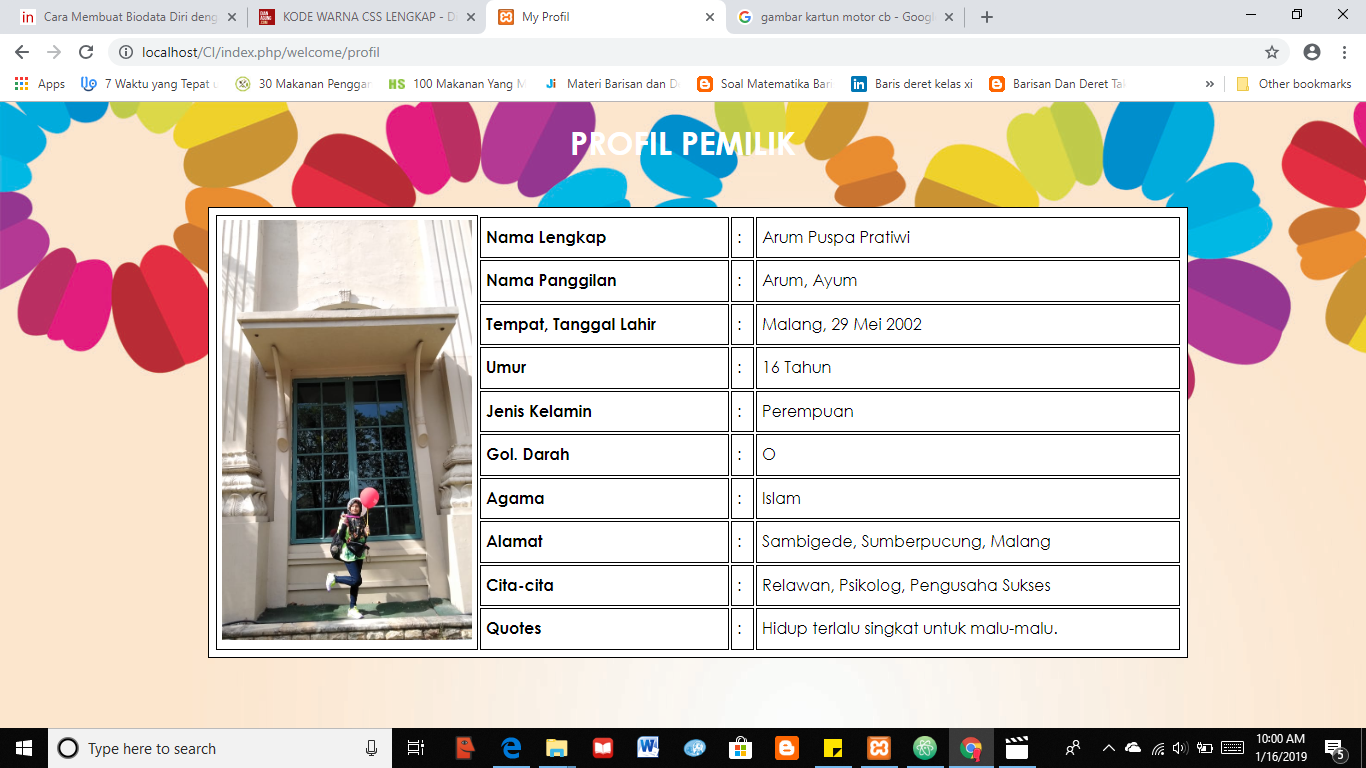 Cara Membuat Biodata Diri deng
KODE WARNA CSS LENGKAP - Di
My Profil
gambar kartun motor cb - Googl
localhost/CI/index.php/welcome/profil
Apps
7 Waktu yang Tepat u
30 Makanan Penggan
100 Makanan Yang M
Materi Barisan dan D
Soal Matematika Bari
Baris deret kelas xi
Barisan Dan Deret Tak
»
Other bookmarks
PROFIL PEMILIK
Nama Lengkap : Arum Puspa Pratiwi
Nama Panggilan : Arum, Ayum
Tempat, Tanggal Lahir : Malang, 29 Mei 2002
Umur : 16 Tahun
Jenis Kelamin : Perempuan
Gol. Darah : O
Agama : Islam
Alamat : Sambigede, Sumberpucung, Malang
Cita-cita : Relawan, Psikolog, Pengusaha Sukses
Quotes : Hidup terlalu singkat untuk malu-malu.
Type here to search
10:00 AM
1/16/2019
5